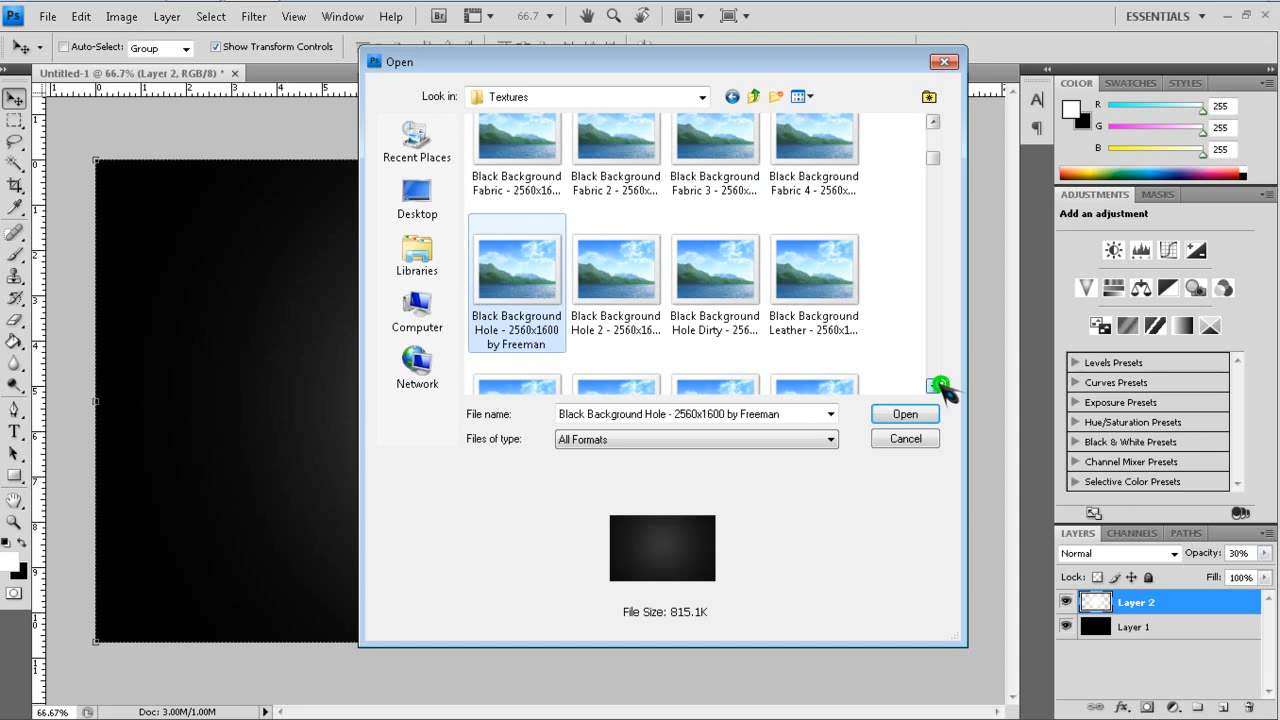 Ps File Edit Image Layer Select Filter View Window Help Br 66.7 ESSENTIALS
Auto-Select: Group Show Transform Controls
Untitled-1 @ 66.7% (Layer 2, RGB/8) *
Ps Open
Look in: Textures
Recent Places
Desktop
Libraries
Computer
Network
Black Background Black Background Black Background Black Background
Fabric - 2560x16... Fabric 2 - 2560x... Fabric 3 - 2560x... Fabric 4 - 2560x...
Black Background Black Background Black Background Black Background
Hole - 2560x1600 Hole 2 - 2560x16... Hole Dirty - 256... Leather - 2560x1...
by Freeman
File name: Black Background Hole - 2560x1600 by Freeman Open
Files of type: All Formats Cancel
File Size: 815.1K
COLOR SWATCHES STYLES
R 255
G 255
B 255
ADJUSTMENTS MASKS
Add an adjustment
Levels Presets
Curves Presets
Exposure Presets
Hue/Saturation Presets
Black & White Presets
Channel Mixer Presets
Selective Color Presets
LAYERS CHANNELS PATHS
Normal Opacity: 30%
Lock: Fill: 100%
Layer 2
Layer 1
66.67% Doc: 3.00M/1.00M